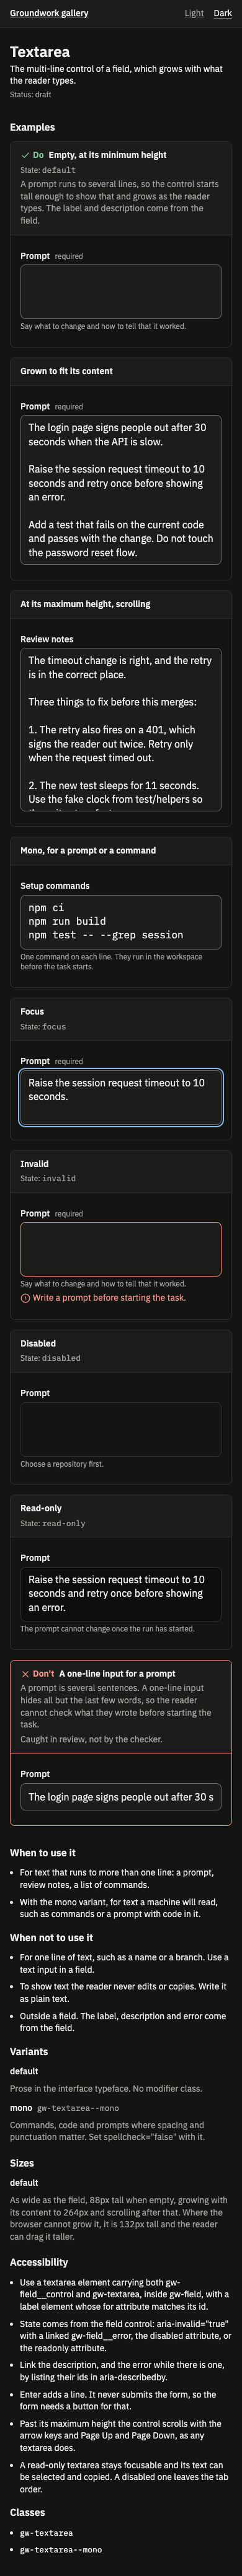 Groundwork gallery Light Dark
Textarea
The multi-line control of a field, which grows with what
the reader types.
Status: draft
Examples
Do Empty, at its minimum height
State: default
A prompt runs to several lines, so the control starts
tall enough to show that and grows as the reader
types. The label and description come from the
field.
Prompt required
Say what to change and how to tell that it worked.
Grown to fit its content
Prompt required
The login page signs people out after 30
seconds when the API is slow.
Raise the session request timeout to 10
seconds and retry once before showing
an error.
Add a test that fails on the current code
and passes with the change. Do not touch
the password reset flow.
At its maximum height, scrolling
Review notes
The timeout change is right, and the retry
is in the correct place.
Three things to fix before this merges:
1. The retry also fires on a 401, which
signs the reader out twice. Retry only
when the request timed out.
2. The new test sleeps for 11 seconds.
Use the fake clock from test/helpers so
Mono, for a prompt or a command
Setup commands
npm ci
npm run build
npm test -- --grep session
One command on each line. They run in the workspace
before the task starts.
Focus
State: focus
Prompt required
Raise the session request timeout to 10
seconds.
Invalid
State: invalid
Prompt required
Say what to change and how to tell that it worked.
Write a prompt before starting the task.
Disabled
State: disabled
Prompt
Choose a repository first.
Read-only
State: read-only
Prompt
Raise the session request timeout to 10
seconds and retry once before showing
an error.
The prompt cannot change once the run has started.
Don't A one-line input for a prompt
A prompt is several sentences. A one-line input
hides all but the last few words, so the reader
cannot check what they wrote before starting the
task.
Caught in review, not by the checker.
Prompt
The login page signs people out after 30 s
When to use it
• For text that runs to more than one line: a prompt,
review notes, a list of commands.
• With the mono variant, for text a machine will read,
such as commands or a prompt with code in it.
When not to use it
• For one line of text, such as a name or a branch. Use a
text input in a field.
• To show text the reader never edits or copies. Write it
as plain text.
• Outside a field. The label, description and error come
from the field.
Variants
default
Prose in the interface typeface. No modifier class.
mono gw-textarea--mono
Commands, code and prompts where spacing and
punctuation matter. Set spellcheck="false" with it.
Sizes
default
As wide as the field, 88px tall when empty, growing with
its content to 264px and scrolling after that. Where the
browser cannot grow it, it is 132px tall and the reader
can drag it taller.
Accessibility
• Use a textarea element carrying both gw-
field__control and gw-textarea, inside gw-field, with a
label element whose for attribute matches its id.
• State comes from the field control: aria-invalid="true"
with a linked gw-field__error, the disabled attribute, or
the readonly attribute.
• Link the description, and the error while there is one,
by listing their ids in aria-describedby.
• Enter adds a line. It never submits the form, so the
form needs a button for that.
• Past its maximum height the control scrolls with the
arrow keys and Page Up and Page Down, as any
textarea does.
• A read-only textarea stays focusable and its text can
be selected and copied. A disabled one leaves the tab
order.
Classes
• gw-textarea
• gw-textarea--mono